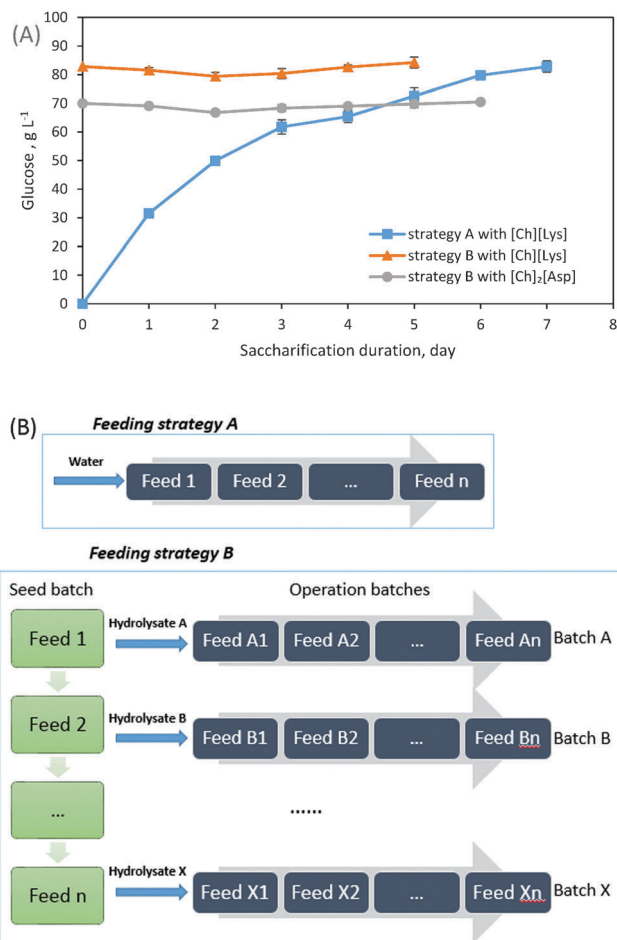 (A)
100
90
80
70
60
50
40
30
20
10
0
Glucose , g L⁻¹
strategy A with [Ch][Lys]
strategy B with [Ch][Lys]
strategy B with [Ch]₂[Asp]
0 1 2 3 4 5 6 7 8
Saccharification duration, day
(B)
Feeding strategy A
Water
Feed 1 Feed 2 ... Feed n
Feeding strategy B
Seed batch Operation batches
Feed 1 Hydrolysate A Feed A1 Feed A2 ... Feed An Batch A
Feed 2 Hydrolysate B Feed B1 Feed B2 ... Feed Bn Batch B
... ......
Feed n Hydrolysate X Feed X1 Feed X2 ... Feed Xn Batch X